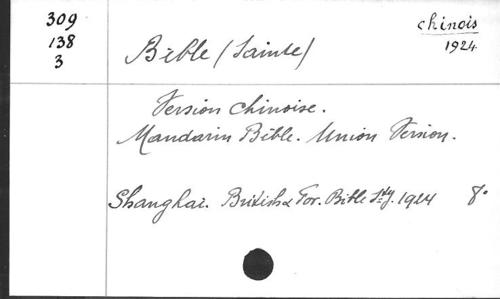 309
138
3
chinois
1924
Bible (Sainte)
Version chinoise.
Mandarin Bible. Union Version.
Shanghai. British & For. Bible Sty. 1924 8°